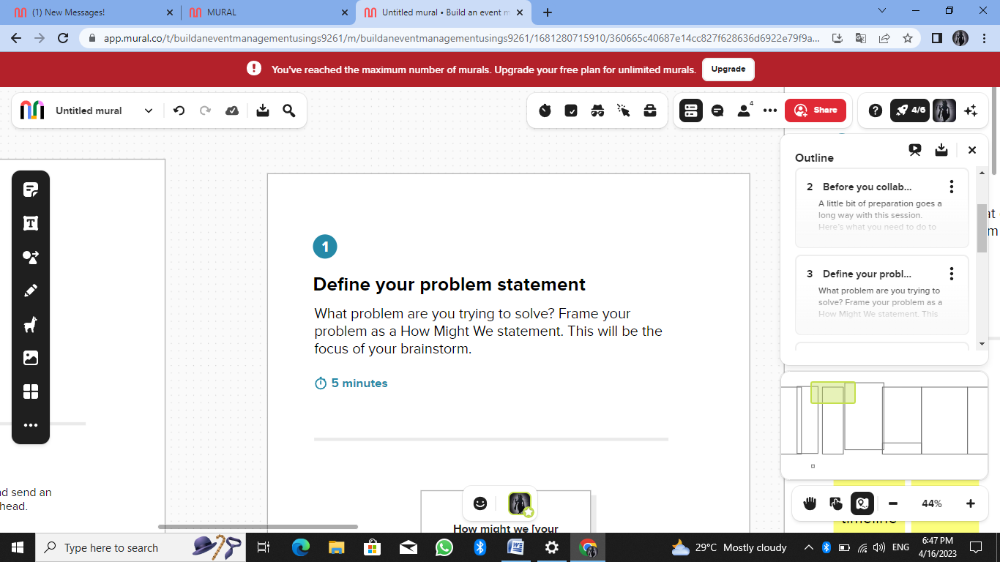 (1) New Messages!
MURAL
Untitled mural • Build an event m
app.mural.co/t/buildaneventmanagementusings9261/m/buildaneventmanagementusings9261/1681280715910/360665c40687e14cc827f628636d6922e79f9a...
You've reached the maximum number of murals. Upgrade your free plan for unlimited murals.
Upgrade
Untitled mural
4
Share
?
4/6
Outline
2 Before you collab...
A little bit of preparation goes a
long way with this session.
Here's what you need to do to
3 Define your probl...
What problem are you trying to
solve? Frame your problem as a
How Might We statement. This
T
1
Define your problem statement
What problem are you trying to solve? Frame your
problem as a How Might We statement. This will be the
focus of your brainstorm.
5 minutes
nd send an
head.
How might we [your
timeline
44%
Type here to search
29°C Mostly cloudy
ENG
6:47 PM
4/16/2023